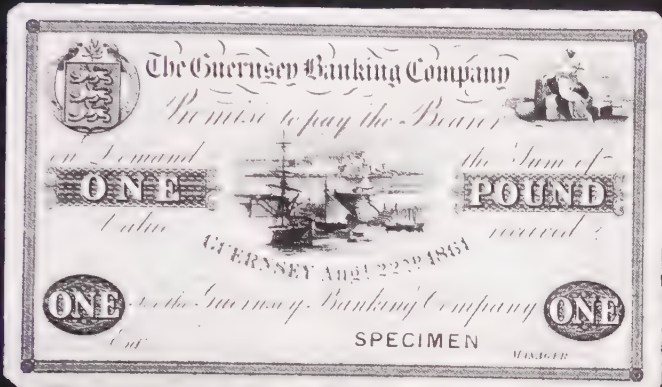 The Guernsey Banking Company
Promise to pay the Bearer
on Demand the Sum of
ONE POUND
Value received
GUERNSEY Augt. 22nd. 1861
ONE For the Guernsey Banking Company ONE
Ent
SPECIMEN
MANAGER